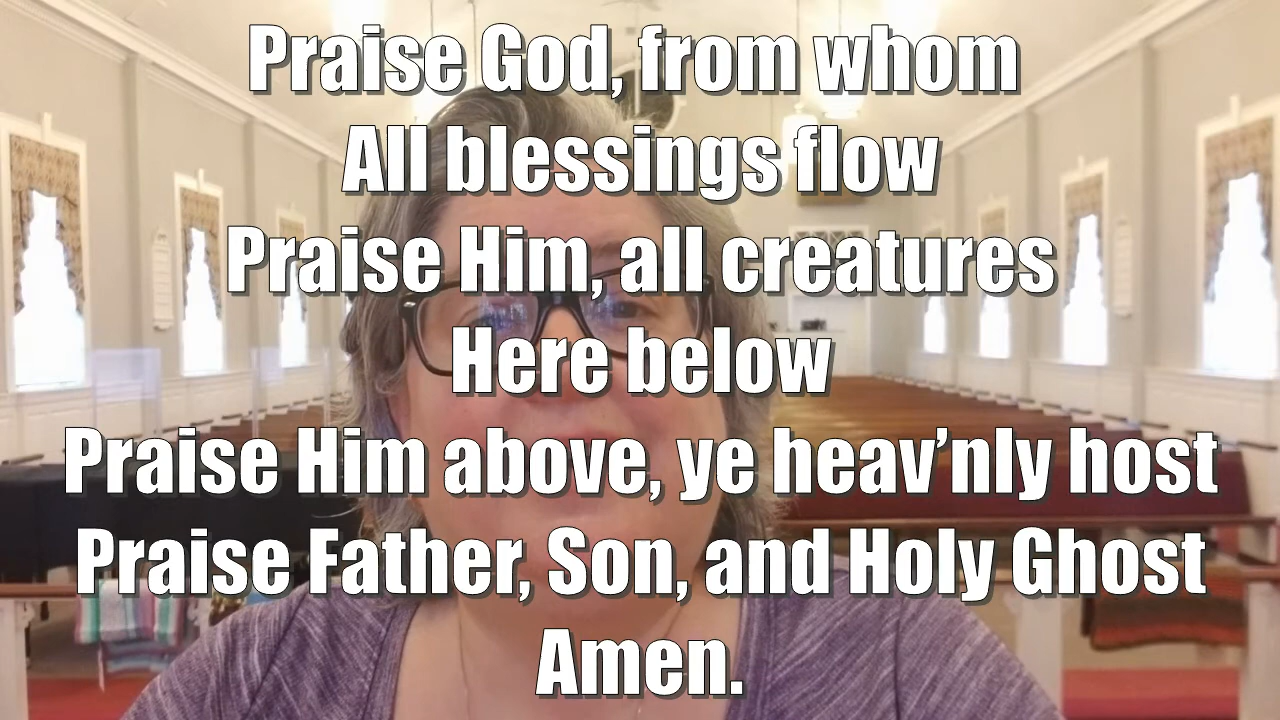 Praise God, from whom
All blessings flow
Praise Him, all creatures
Here below
Praise Him above, ye heav’nly host
Praise Father, Son, and Holy Ghost
Amen.